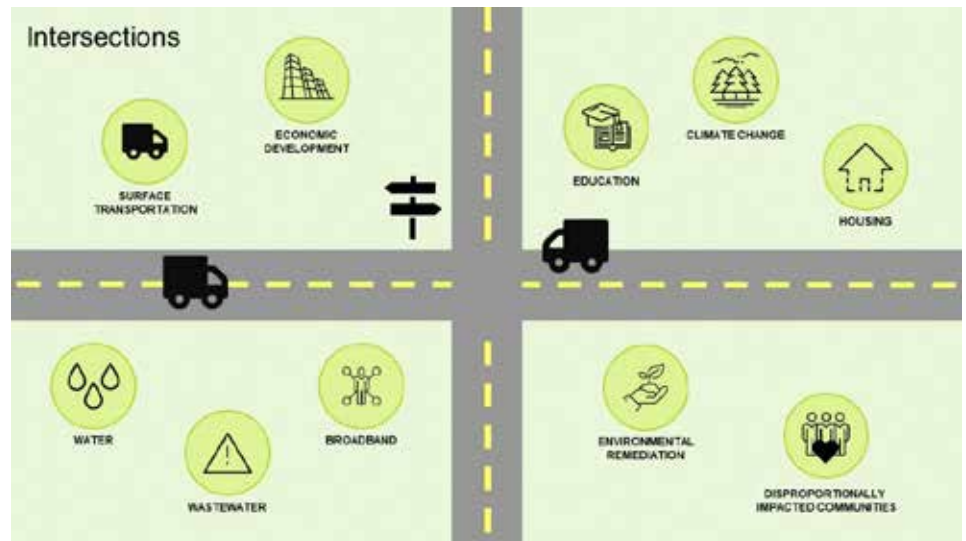 Intersections
ECONOMIC
DEVELOPMENT
SURFACE
TRANSPORTATION
EDUCATION
CLIMATE CHANGE
HOUSING
WATER
WASTEWATER
BROADBAND
ENVIRONMENTAL
REMEDIATION
DISPROPORTIONALLY
IMPACTED COMMUNITIES